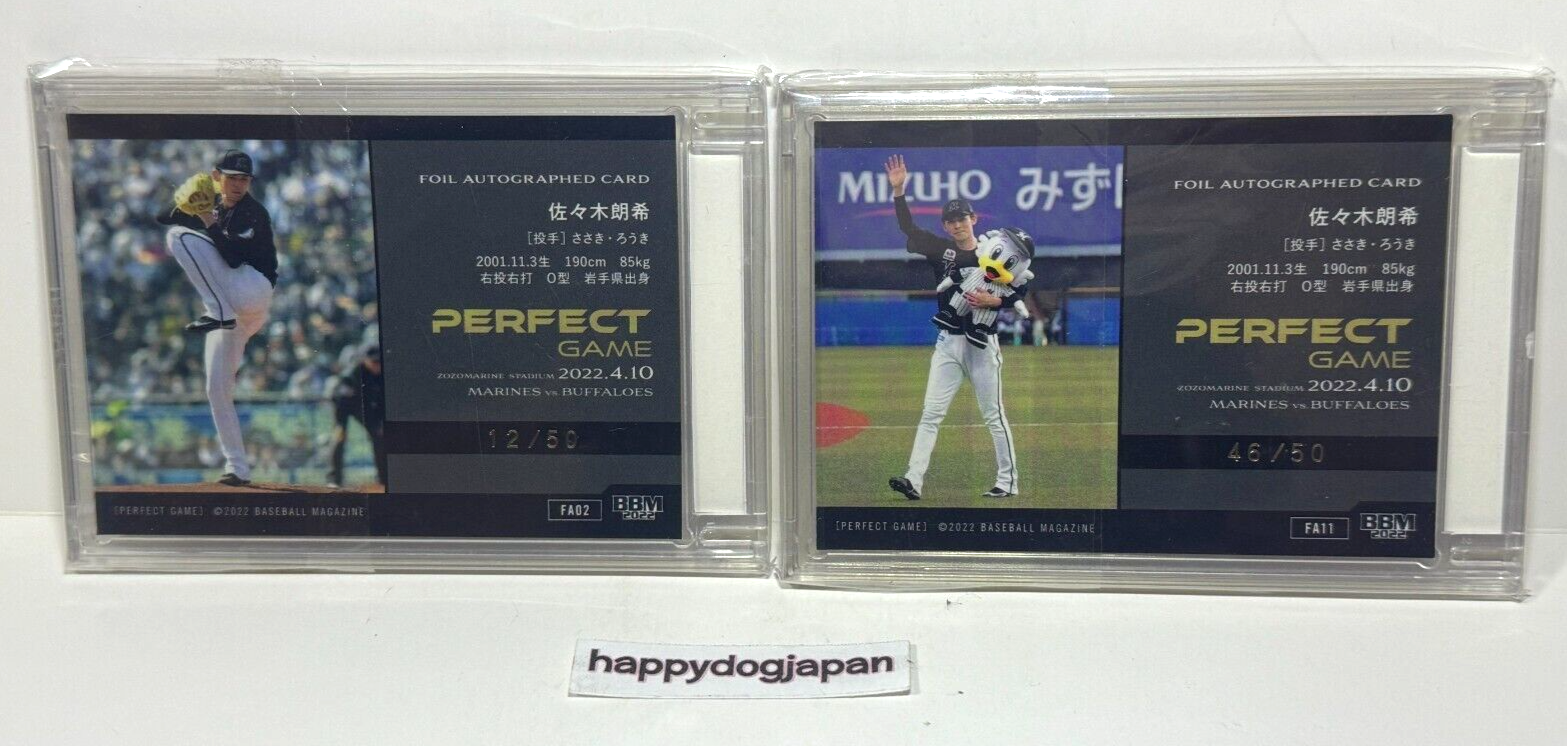 FOIL AUTOGRAPHED CARD
佐々木朗希
[投手] ささき・ろうき
2001.11.3生 190cm 85kg
右投右打 O型 岩手県出身
PERFECT
GAME
ZOZOMARINE STADIUM 2022.4.10
MARINES vs BUFFALOES
12/50
[PERFECT GAME] ©2022 BASEBALL MAGAZINE
FA02
BBM
2022
MIZUHO みず
FOIL AUTOGRAPHED CARD
佐々木朗希
[投手] ささき・ろうき
2001.11.3生 190cm 85kg
右投右打 O型 岩手県出身
PERFECT
GAME
ZOZOMARINE STADIUM 2022.4.10
MARINES vs BUFFALOES
46/50
[PERFECT GAME] ©2022 BASEBALL MAGAZINE
FA11
BBM
2022
happydogjapan